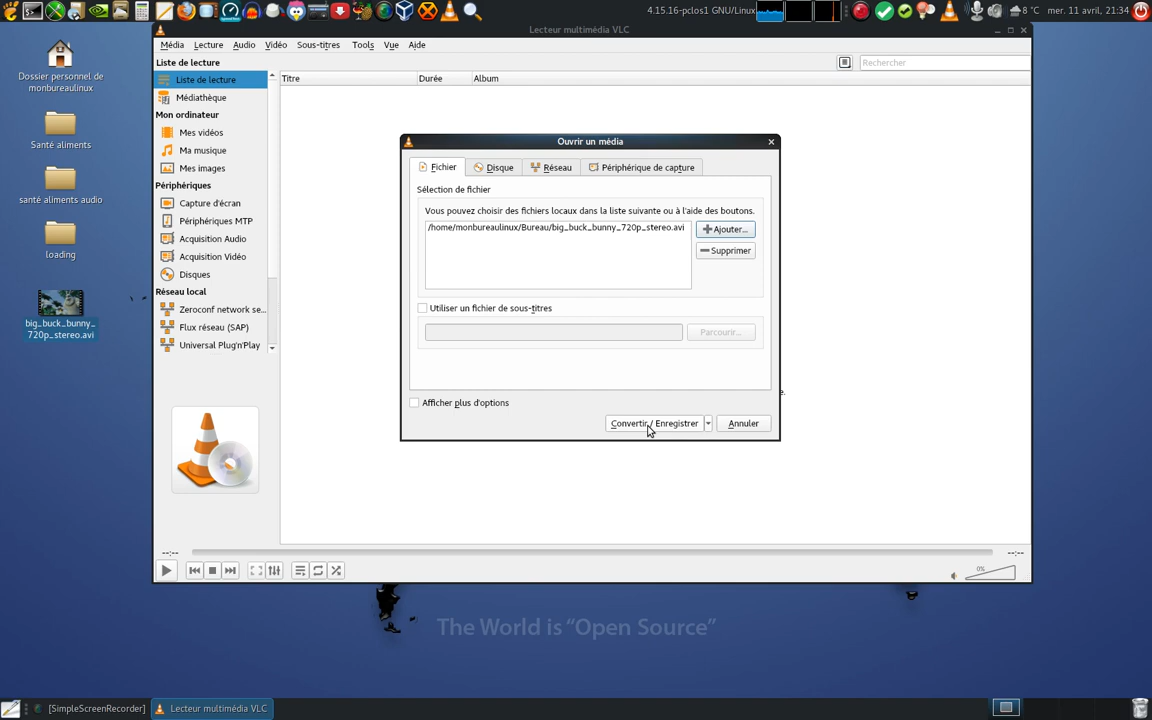 4.15.16-pclos1 GNU/Linux
8 °C
mer. 11 avril, 21:34
Dossier personnel de monbureaulinux
Santé aliments
santé aliments audio
loading
big_buck_bunny_
720p_stereo.avi
Lecteur multimédia VLC
Média Lecture Audio Vidéo Sous-titres Tools Vue Aide
Liste de lecture
Rechercher
Liste de lecture
Titre Durée Album
Médiathèque
Mon ordinateur
Mes vidéos
Ma musique
Mes images
Périphériques
Capture d'écran
Périphériques MTP
Acquisition Audio
Acquisition Vidéo
Disques
Réseau local
Zeroconf network se...
Flux réseau (SAP)
Universal Plug'n'Play
Ouvrir un média
Fichier Disque Réseau Périphérique de capture
Sélection de fichier
Vous pouvez choisir des fichiers locaux dans la liste suivante ou à l'aide des boutons.
/home/monbureaulinux/Bureau/big_buck_bunny_720p_stereo.avi
Ajouter...
Supprimer
Utiliser un fichier de sous-titres
Parcourir...
Afficher plus d'options
Convertir / Enregistrer
Annuler
e.
--:-- --:--
0%
The World is “Open Source”
[SimpleScreenRecorder]
Lecteur multimédia VLC